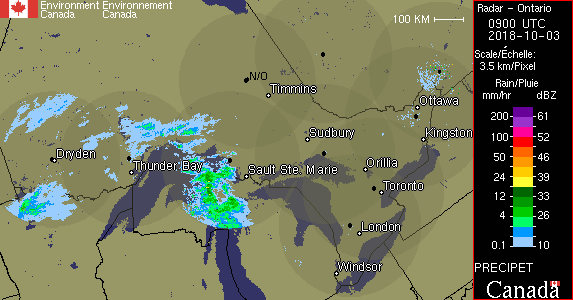 Environment Environnement
Canada Canada
100 KM
N/O
Timmins
Ottawa
Sudbury
Kingston
Dryden
Thunder Bay
Sault Ste. Marie
Orillia
Toronto
London
Windsor
Radar - Ontario
0900 UTC
2018-10-03
Scale/Échelle:
3.5 km/Pixel
Rain/Pluie
mm/hr dBZ
200 61
100 52
50 46
24 39
12 33
4 26
0.1 10
PRECIPET
Canada